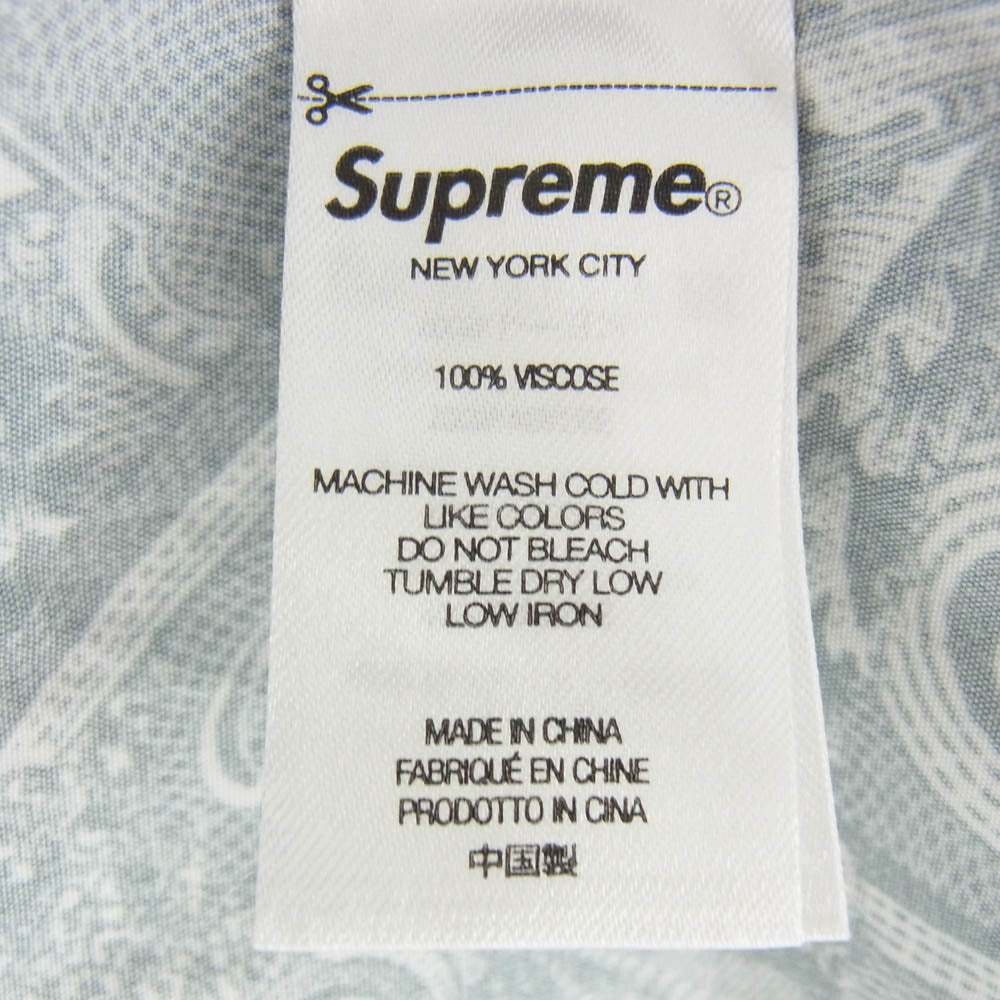 Supreme®
NEW YORK CITY
100% VISCOSE
MACHINE WASH COLD WITH
LIKE COLORS
DO NOT BLEACH
TUMBLE DRY LOW
LOW IRON
MADE IN CHINA
FABRIQUÉ EN CHINE
PRODOTTO IN CINA
中国製